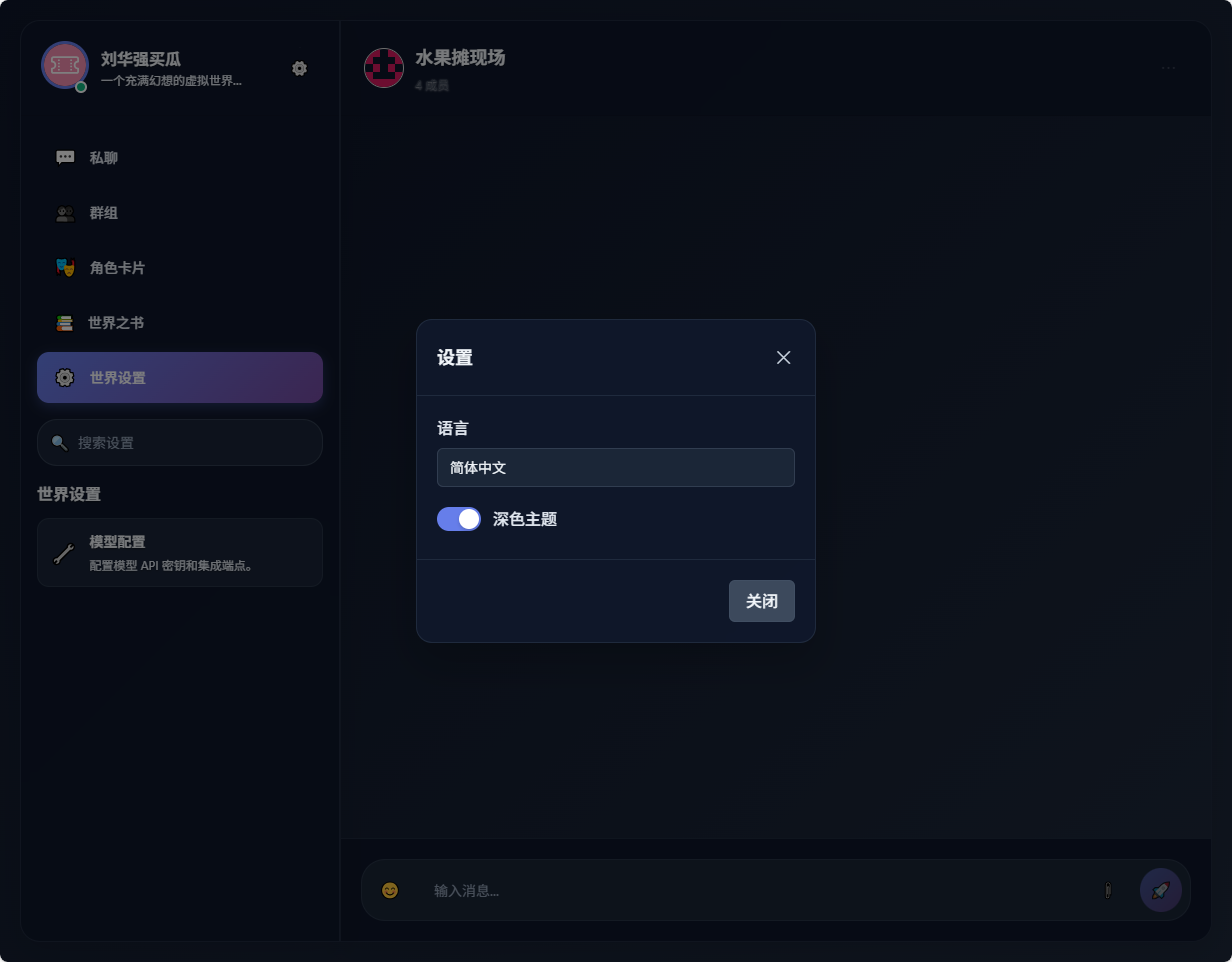 刘华强买瓜
一个充满幻想的虚拟世界...
私聊
群组
角色卡片
世界之书
世界设置
搜索设置
世界设置
模型配置
配置模型 API 密钥和集成端点。
水果摊现场
4 成员
设置
语言
简体中文
深色主题
关闭
输入消息...